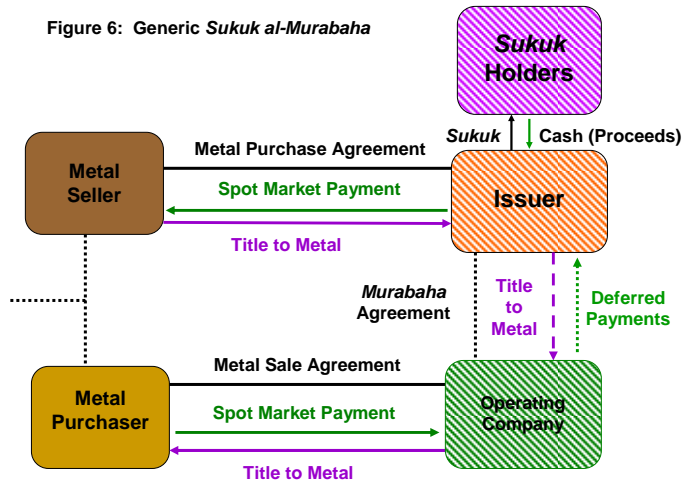 Figure 6: Generic Sukuk al-Murabaha
Sukuk
Holders
Sukuk
Cash (Proceeds)
Metal
Seller
Metal Purchase Agreement
Spot Market Payment
Title to Metal
Issuer
Murabaha
Agreement
Title
to
Metal
Deferred
Payments
Metal
Purchaser
Metal Sale Agreement
Spot Market Payment
Title to Metal
Operating
Company